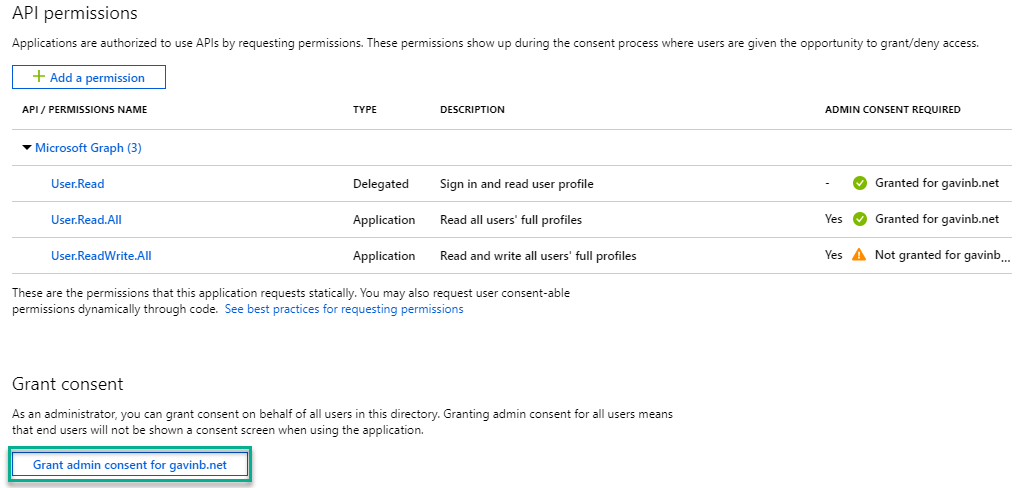 API permissions
Applications are authorized to use APIs by requesting permissions. These permissions show up during the consent process where users are given the opportunity to grant/deny access.
+ Add a permission
API / PERMISSIONS NAME TYPE DESCRIPTION ADMIN CONSENT REQUIRED
Microsoft Graph (3)
User.Read Delegated Sign in and read user profile - Granted for gavinb.net
User.Read.All Application Read all users' full profiles Yes Granted for gavinb.net
User.ReadWrite.All Application Read and write all users' full profiles Yes Not granted for gavinb...
These are the permissions that this application requests statically. You may also request user consent-able
permissions dynamically through code. See best practices for requesting permissions
Grant consent
As an administrator, you can grant consent on behalf of all users in this directory. Granting admin consent for all users means
that end users will not be shown a consent screen when using the application.
Grant admin consent for gavinb.net